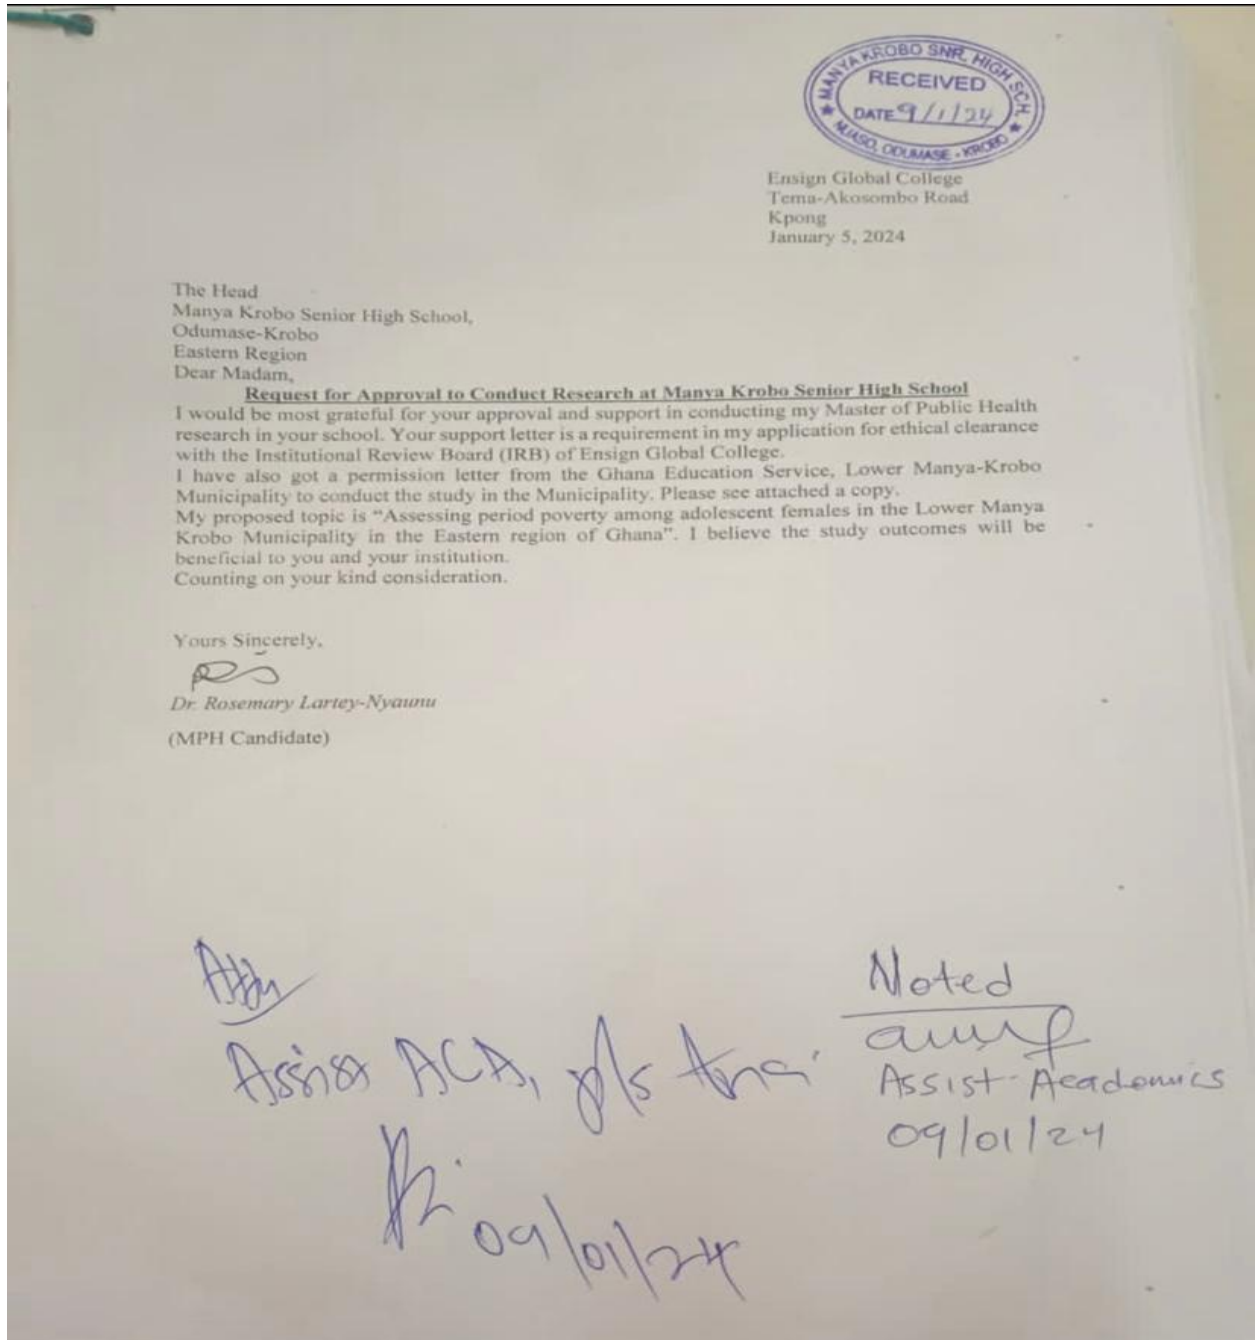 MANYA KROBO SNR. HIGH SCH.
RECEIVED
DATE 9/1/24
NUASO, ODUMASE - KROBO
Ensign Global College
Tema-Akosombo Road
Kpong
January 5, 2024
The Head
Manya Krobo Senior High School,
Odumase-Krobo
Eastern Region
Dear Madam,
Request for Approval to Conduct Research at Manya Krobo Senior High School
I would be most grateful for your approval and support in conducting my Master of Public Health
research in your school. Your support letter is a requirement in my application for ethical clearance
with the Institutional Review Board (IRB) of Ensign Global College.
I have also got a permission letter from the Ghana Education Service, Lower Manya-Krobo
Municipality to conduct the study in the Municipality. Please see attached a copy.
My proposed topic is “Assessing period poverty among adolescent females in the Lower Manya
Krobo Municipality in the Eastern region of Ghana”. I believe the study outcomes will be
beneficial to you and your institution.
Counting on your kind consideration.
Yours Sincerely,
Dr. Rosemary Lartey-Nyaunu
(MPH Candidate)
Assist ACA, pls
09/01/24
Noted
Assist-Academics
09/01/24